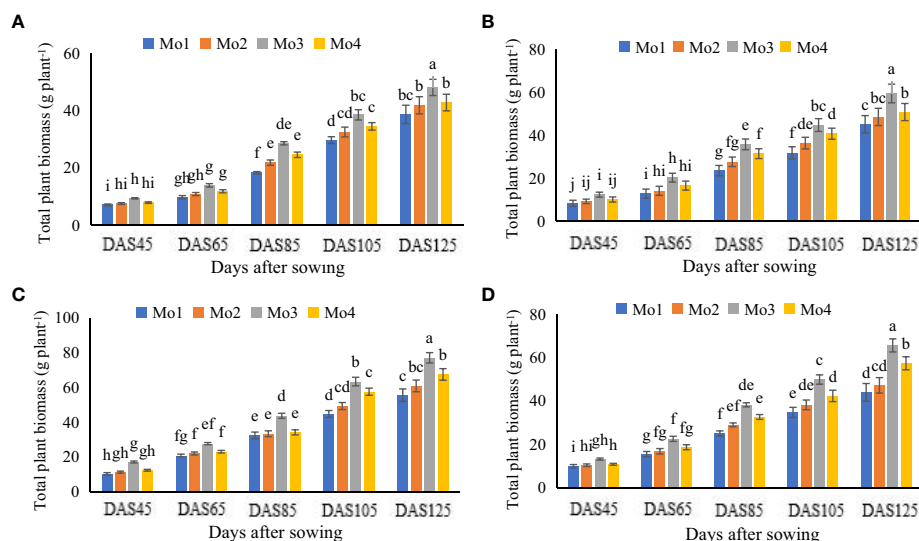 A
Mo1 Mo2 Mo3 Mo4
Total plant biomass (g plant-1)
60
40
20
0
i hi h hi
gh gh g g
f e de e
d cd bc c
bc b a b
DAS45 DAS65 DAS85 DAS105 DAS125
Days after sowing
B
Mo1 Mo2 Mo3 Mo4
Total plant biomass (g plant-1)
80
60
40
20
0
j ij i ij
i hi h hi
g fg e f
f de bc cd
c bc a b
DAS45 DAS65 DAS85 DAS105 DAS125
Days after sowing
C
Mo1 Mo2 Mo3 Mo4
Total plant biomass (g plant-1)
100
80
60
40
20
0
h gh g gh
fg f ef f
e e d e
d cd b c
c bc a b
DAS45 DAS65 DAS85 DAS105 DAS125
Days after sowing
D
Mo1 Mo2 Mo3 Mo4
Total plant biomass (g plant-1)
80
60
40
20
0
i hi gh h
g fg f fg
f ef de e
e de c d
d cd a b
DAS45 DAS65 DAS85 DAS105 DAS125
Days after sowing